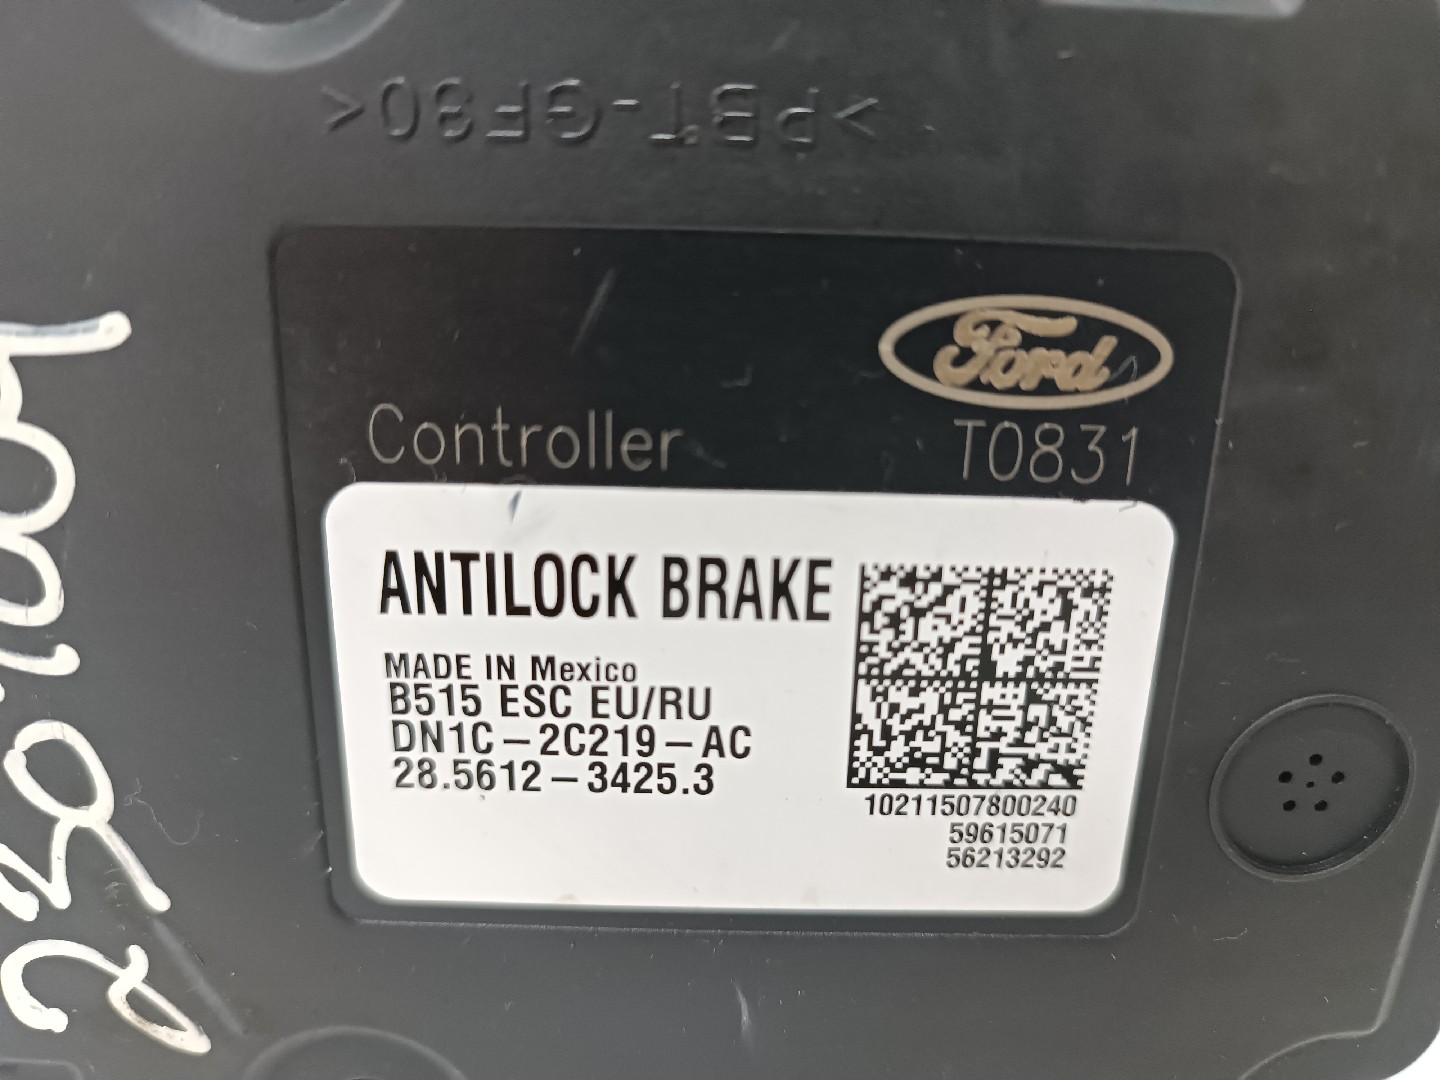 >PBT-GF30<
Ford
Controller
T0831
ANTILOCK BRAKE
MADE IN Mexico
B515 ESC EU/RU
DN1C-2C219-AC
28.5612-3425.3
10211507800240
59615071
56213292